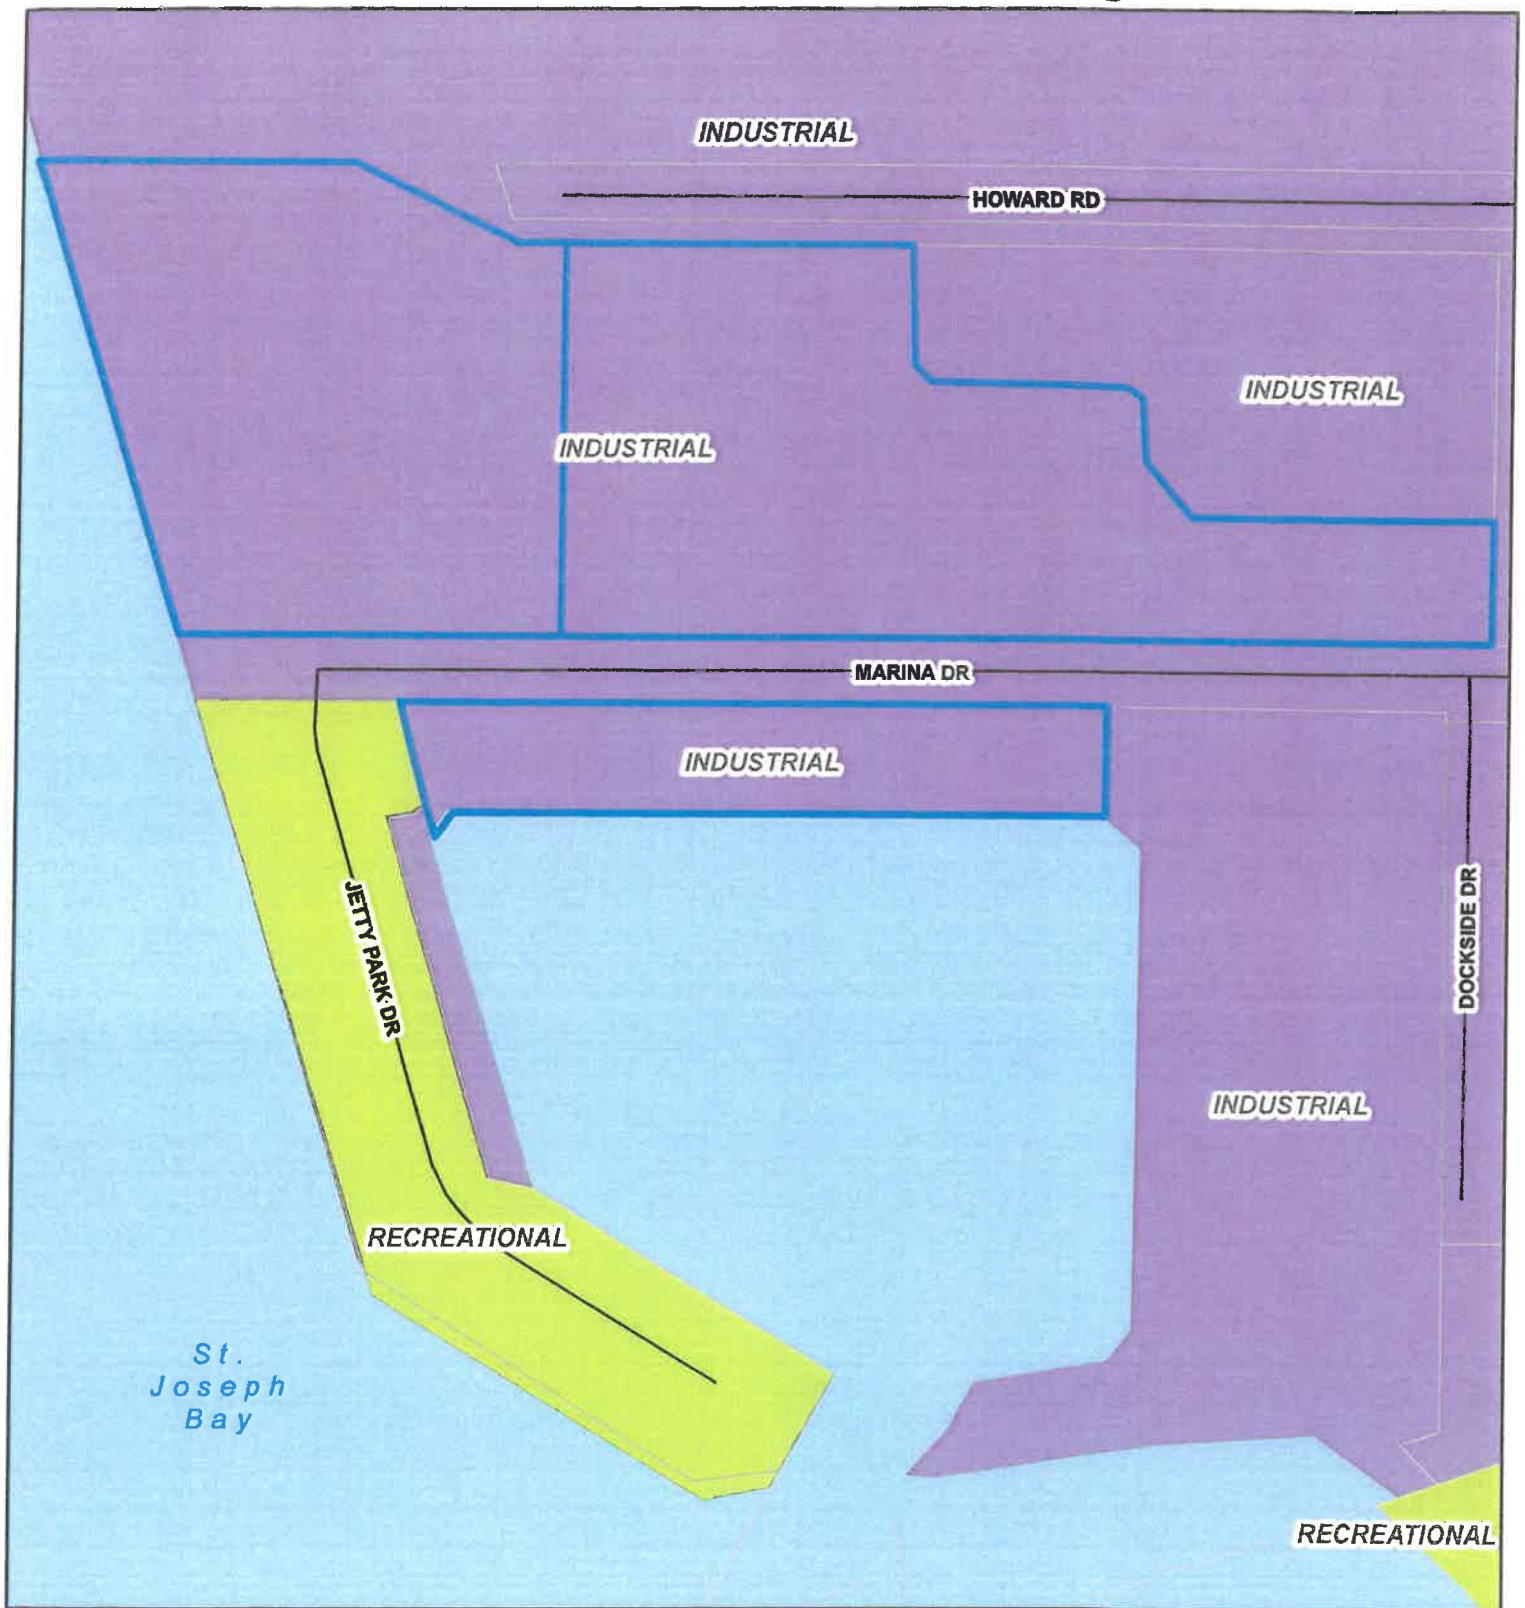 INDUSTRIAL
HOWARD RD
INDUSTRIAL
INDUSTRIAL
MARINA DR
INDUSTRIAL
JETTY PARK DR
DOCKSIDE DR
INDUSTRIAL
RECREATIONAL
St.
Joseph
Bay
RECREATIONAL